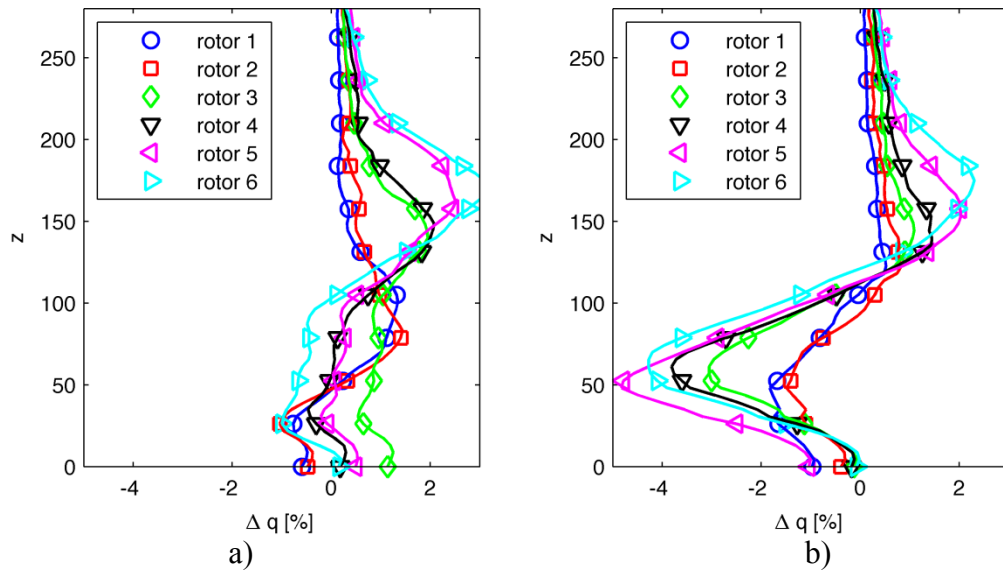 250
200
150
100
50
0
z
rotor 1
rotor 2
rotor 3
rotor 4
rotor 5
rotor 6
-4 -2 0 2
Δ q [%]
a)
250
200
150
100
50
0
z
rotor 1
rotor 2
rotor 3
rotor 4
rotor 5
rotor 6
-4 -2 0 2
Δ q [%]
b)